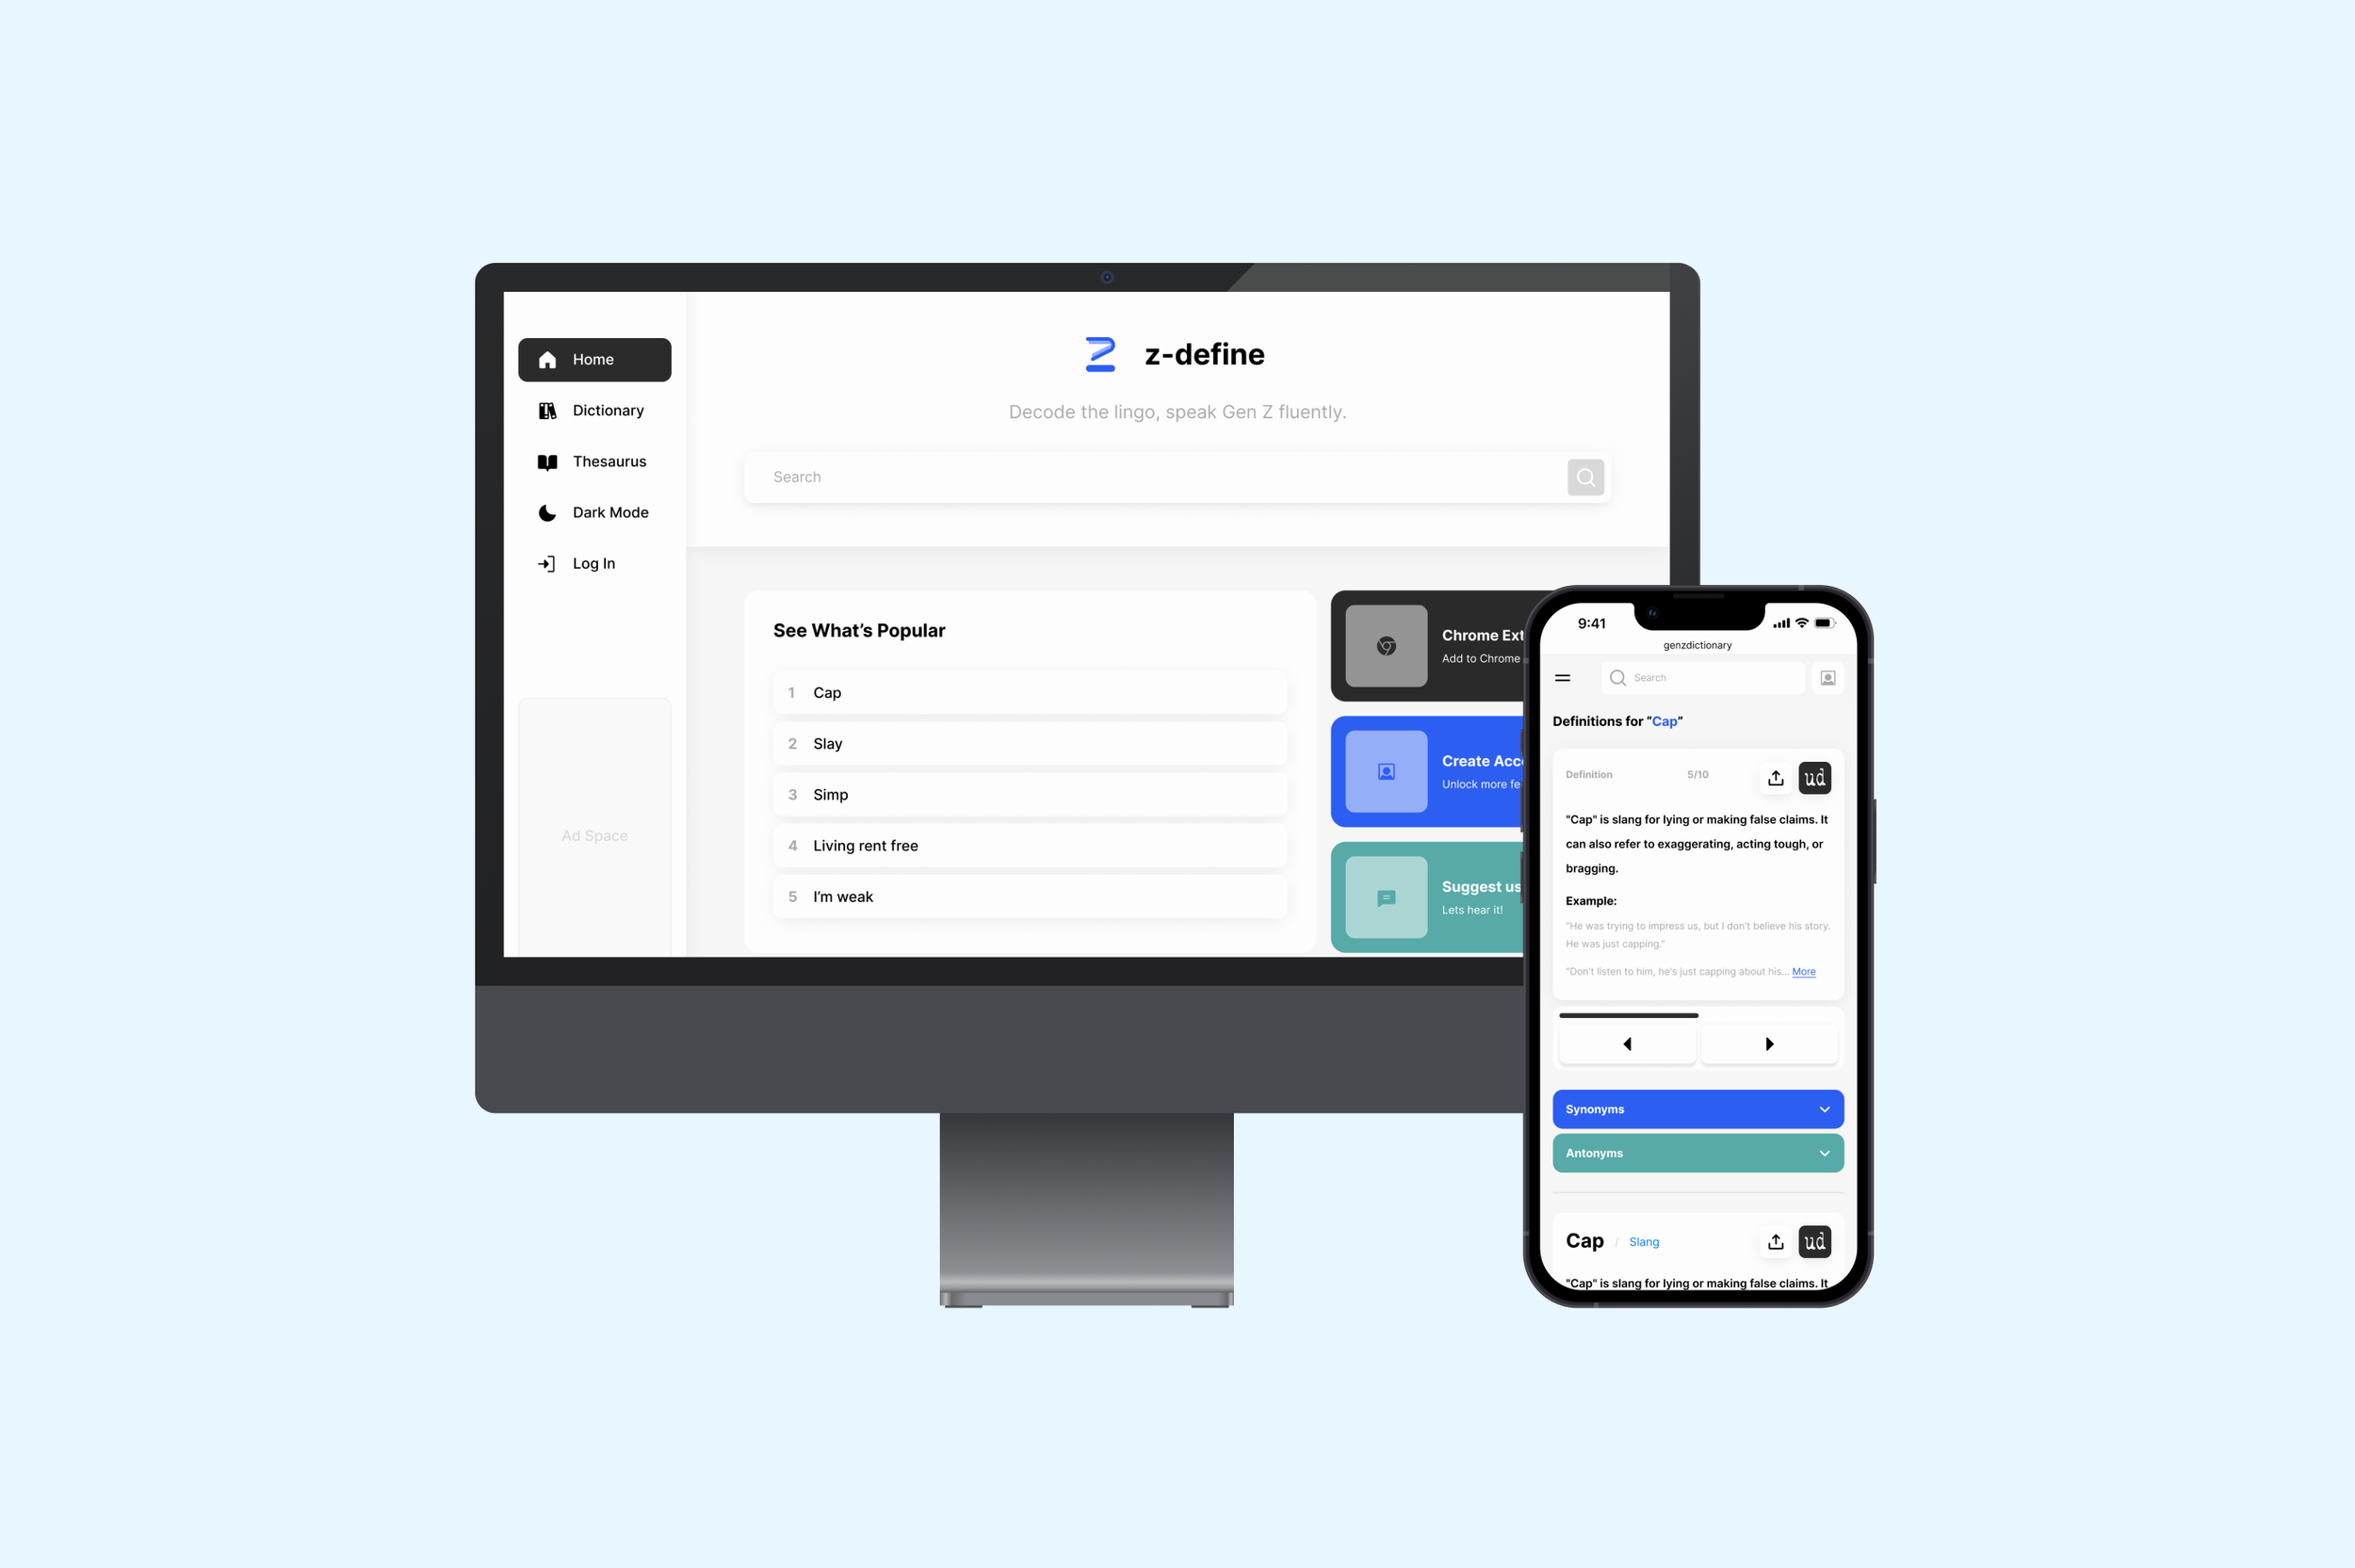 Home
Dictionary
Thesaurus
Dark Mode
Log In
Ad Space
z-define
Decode the lingo, speak Gen Z fluently.
Search
See What's Popular
1 Cap
2 Slay
3 Simp
4 Living rent free
5 I'm weak
Chrome Ext
Add to Chrome
Create Acc
Unlock more fe
Suggest us
Lets hear it!
9:41
genzdictionary
Search
Definitions for “Cap”
Definition 5/10 ud
"Cap" is slang for lying or making false claims. It
can also refer to exaggerating, acting tough, or
bragging.
Example:
"He was trying to impress us, but I don't believe his story.
He was just capping."
"Don't listen to him, he's just capping about his... More
Synonyms
Antonyms
Cap / Slang ud
"Cap" is slang for lying or making false claims. It